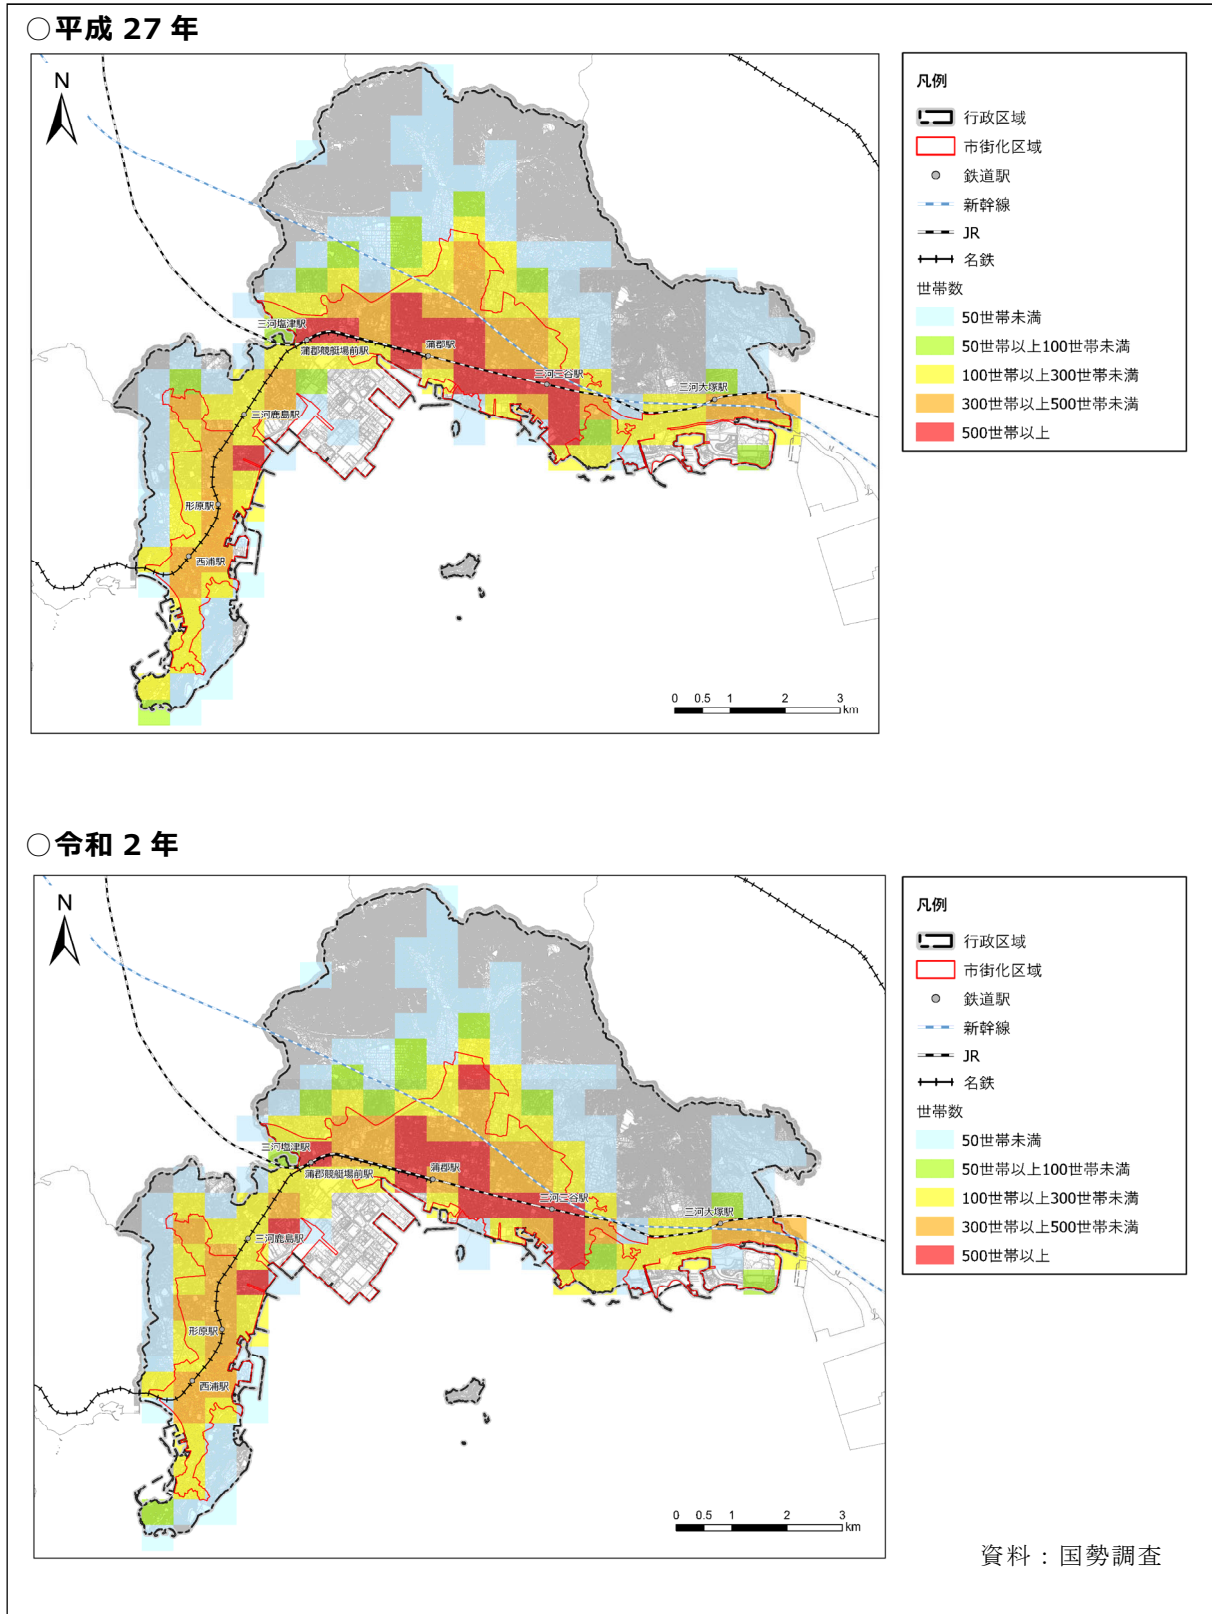 ○平成 27 年
N
三河塩津駅
蒲郡競艇場前駅
蒲郡駅
三河三谷駅
三河大塚駅
三河鹿島駅
形原駅
西浦駅
0 0.5 1 2 3
km
凡例
行政区域
市街化区域
鉄道駅
新幹線
JR
名鉄
世帯数
50世帯未満
50世帯以上100世帯未満
100世帯以上300世帯未満
300世帯以上500世帯未満
500世帯以上
○令和 2 年
N
三河塩津駅
蒲郡競艇場前駅
蒲郡駅
三河三谷駅
三河大塚駅
三河鹿島駅
形原駅
西浦駅
0 0.5 1 2 3
km
凡例
行政区域
市街化区域
鉄道駅
新幹線
JR
名鉄
世帯数
50世帯未満
50世帯以上100世帯未満
100世帯以上300世帯未満
300世帯以上500世帯未満
500世帯以上
資料：国勢調査